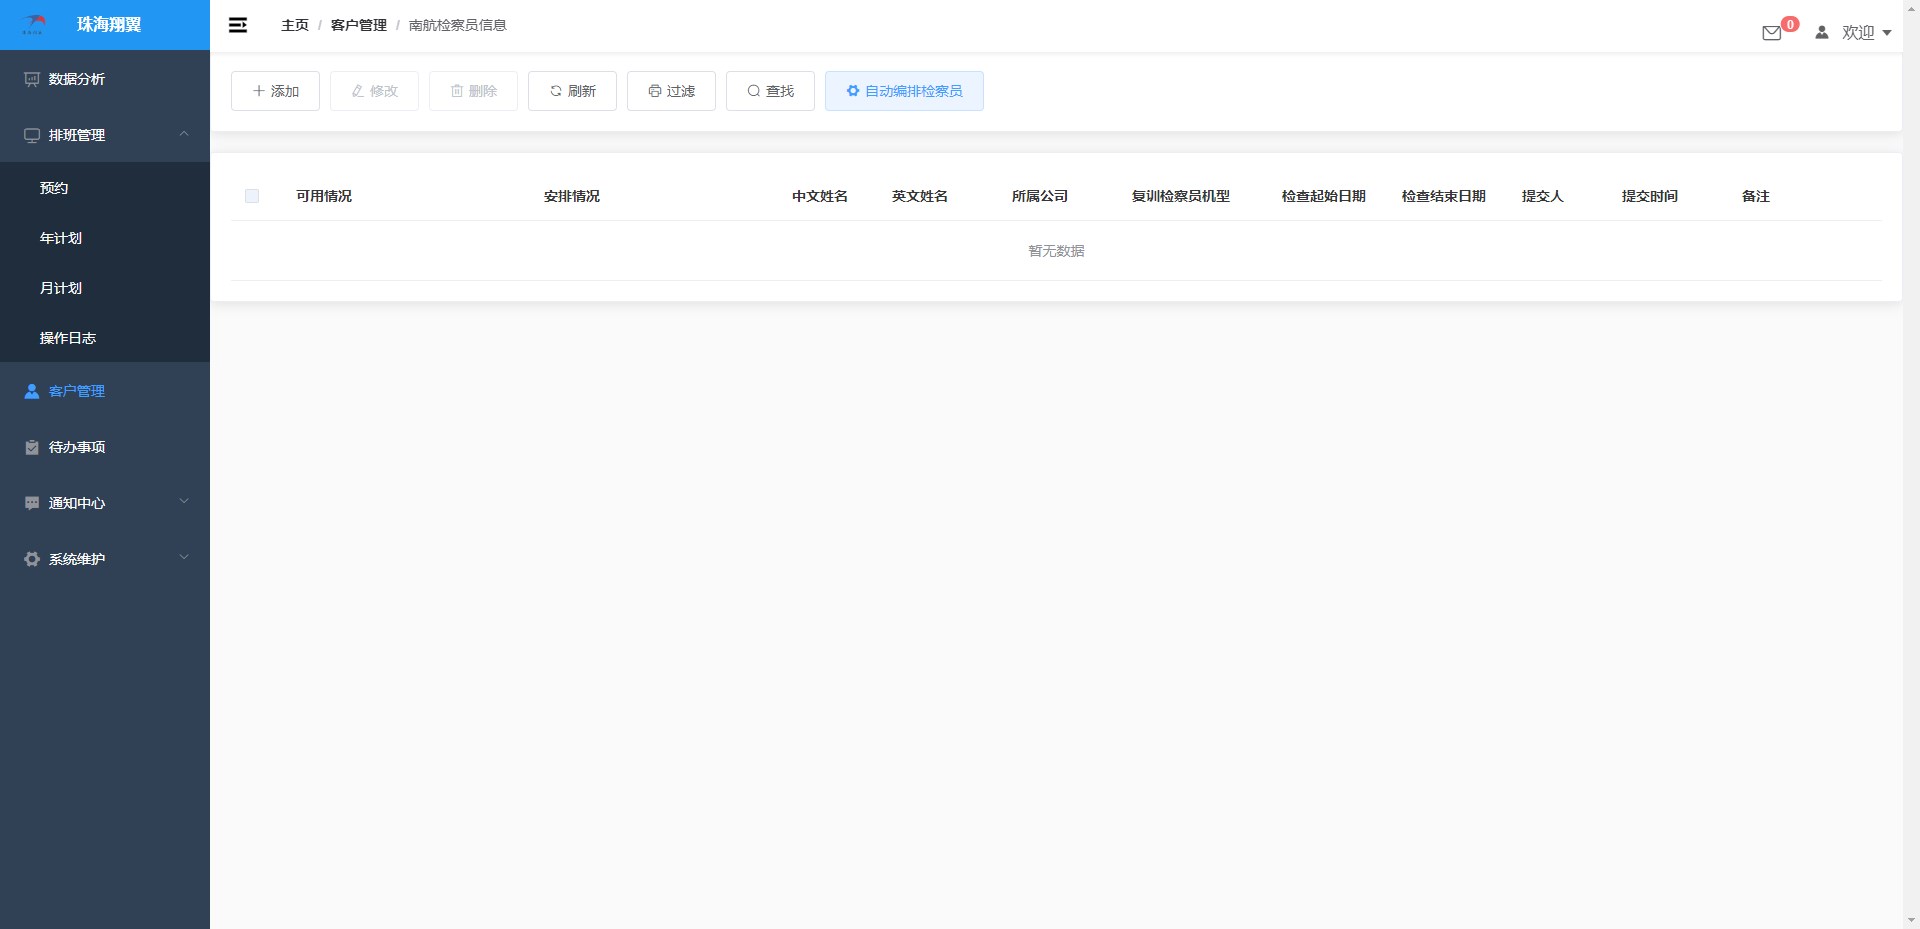 珠海翔翼
主页 / 客户管理 / 南航检察员信息
0
欢迎
数据分析
排班管理
预约
年计划
月计划
操作日志
客户管理
待办事项
通知中心
系统维护
添加 修改 删除 刷新 过滤 查找 自动编排检察员
可用情况 安排情况 中文姓名 英文姓名 所属公司 复训检察员机型 检查起始日期 检查结束日期 提交人 提交时间 备注
暂无数据